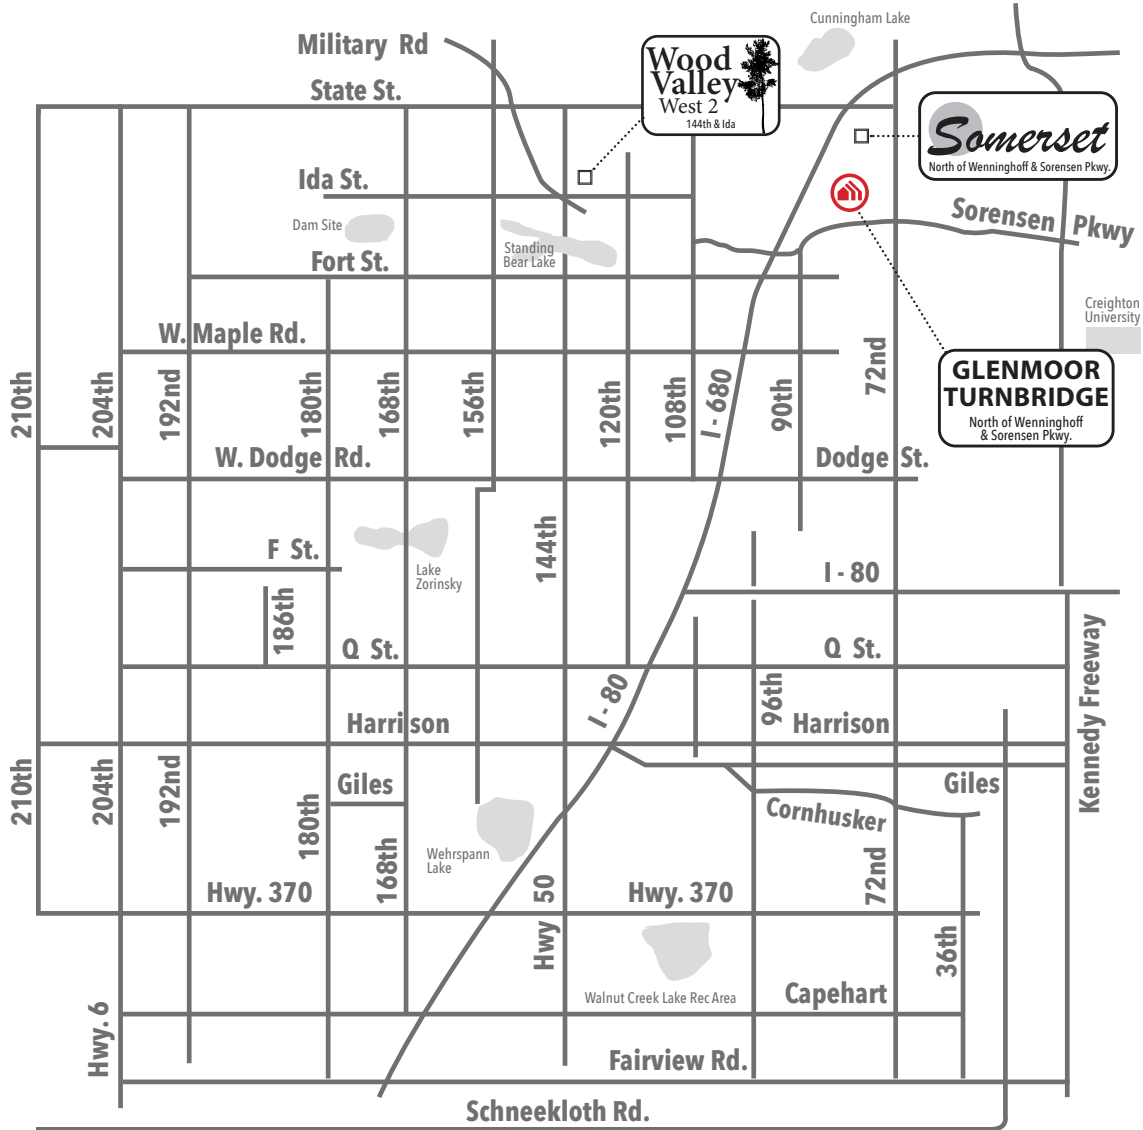 Cunningham Lake
Military Rd
State St.
Wood
Valley
West 2
144th & Ida
Somerset
North of Wenninghoff & Sorensen Pkwy.
Ida St.
Dam Site
Standing
Bear Lake
Sorensen Pkwy
Fort St.
Creighton
University
W. Maple Rd.
GLENMOOR
TURNBRIDGE
North of Wenninghoff
& Sorensen Pkwy.
210th
204th
192nd
180th
168th
156th
120th
108th
I - 680
90th
72nd
W. Dodge Rd.
Dodge St.
F St.
Lake
Zorinsky
144th
I - 80
186th
Q St.
Q St.
I - 80
96th
Kennedy Freeway
Harrison
Harrison
210th
204th
192nd
180th
Giles
Giles
Cornhusker
168th
Wehrspann
Lake
72nd
Hwy. 370
Hwy 50
Hwy. 370
36th
Walnut Creek Lake Rec Area
Capehart
Hwy. 6
Fairview Rd.
Schneekloth Rd.